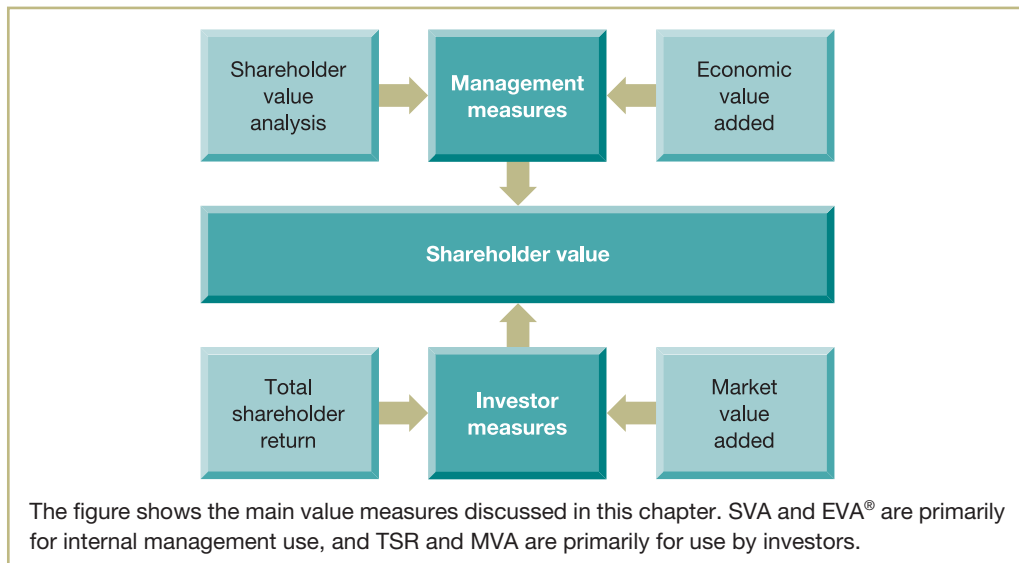 Shareholder
value
analysis
Management
measures
Economic
value
added
Shareholder value
Total
shareholder
return
Investor
measures
Market
value
added
The figure shows the main value measures discussed in this chapter. SVA and EVA® are primarily
for internal management use, and TSR and MVA are primarily for use by investors.